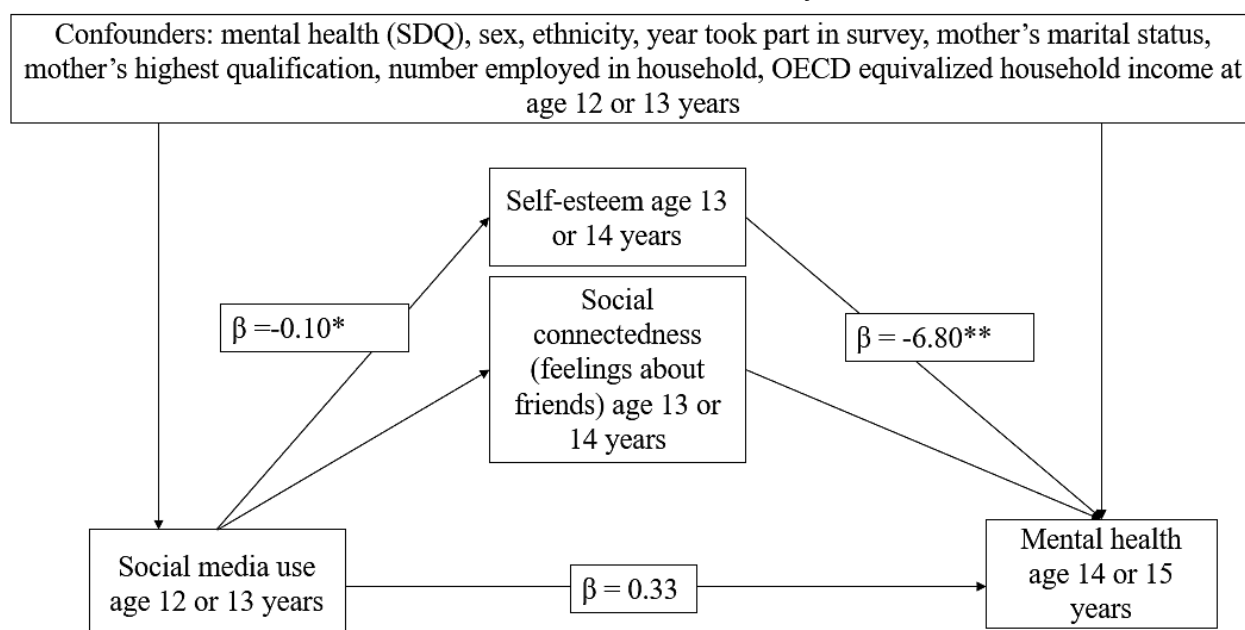 Confounders: mental health (SDQ), sex, ethnicity, year took part in survey, mother’s marital status,
mother’s highest qualification, number employed in household, OECD equivalized household income at
age 12 or 13 years
Self-esteem age 13
or 14 years
β =-0.10*
Social
connectedness
(feelings about
friends) age 13 or
14 years
β = -6.80**
Social media use
age 12 or 13 years
β = 0.33
Mental health
age 14 or 15
years